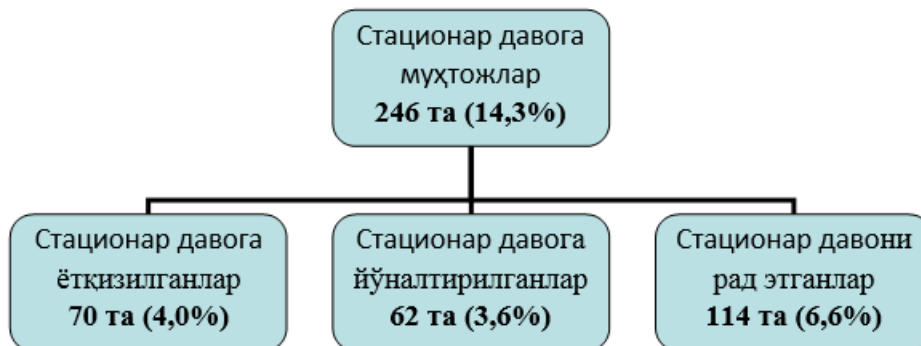 Стационар давога
муҳтожлар
246 та (14,3%)
Стационар давога
ётқизилганлар
70 та (4,0%)
Стационар давога
йўналтирилганлар
62 та (3,6%)
Стационар давони
рад этганлар
114 та (6,6%)